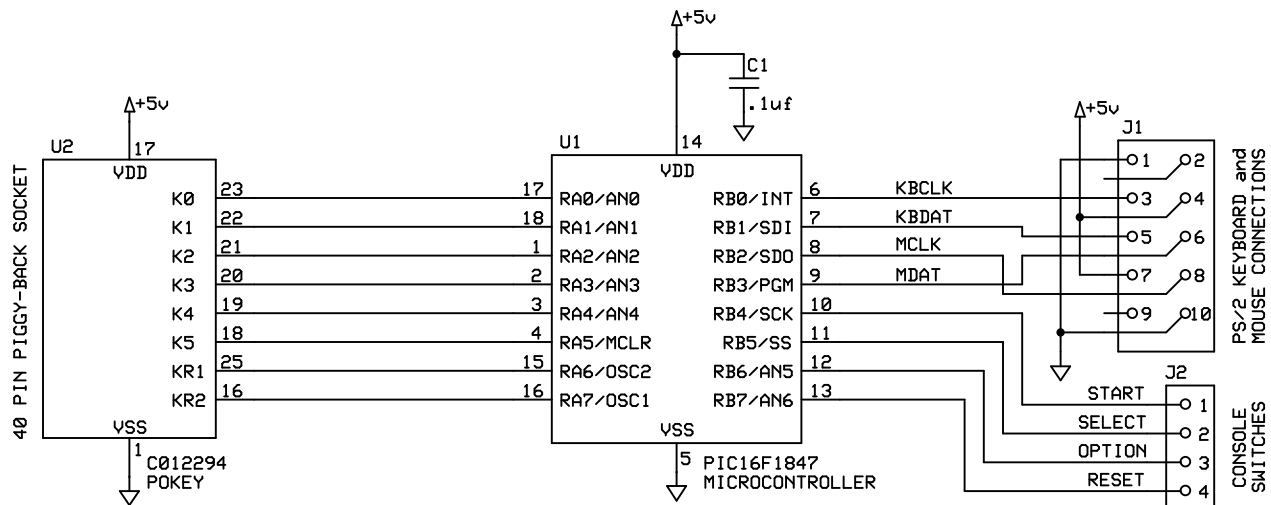 +5v
C1
.1uf
+5v
+5v
U2
17
U1
14
J1
VDD
VDD
1 2
K0 23 17 RA0/AN0 RB0/INT 6 KBCLK 3 4
K1 22 18 RA1/AN1 RB1/SDI 7 KBDAT 5 6
K2 21 1 RA2/AN2 RB2/SDO 8 MCLK
K3 20 2 RA3/AN3 RB3/PGM 9 MDAT 7 8
K4 19 3 RA4/AN4 RB4/SCK 10 9 10
K5 18 4 RA5/MCLR RB5/SS 11
KR1 25 15 RA6/OSC2 RB6/AN5 12
KR2 16 16 RA7/OSC1 RB7/AN6 13
VSS
1
C012294
POKEY
VSS
5
PIC16F1847
MICROCONTROLLER
J2
START 1
SELECT 2
OPTION 3
RESET 4
40 PIN PIGGY-BACK SOCKET
PS/2 KEYBOARD and
MOUSE CONNECTIONS
CONSOLE
SWITCHES